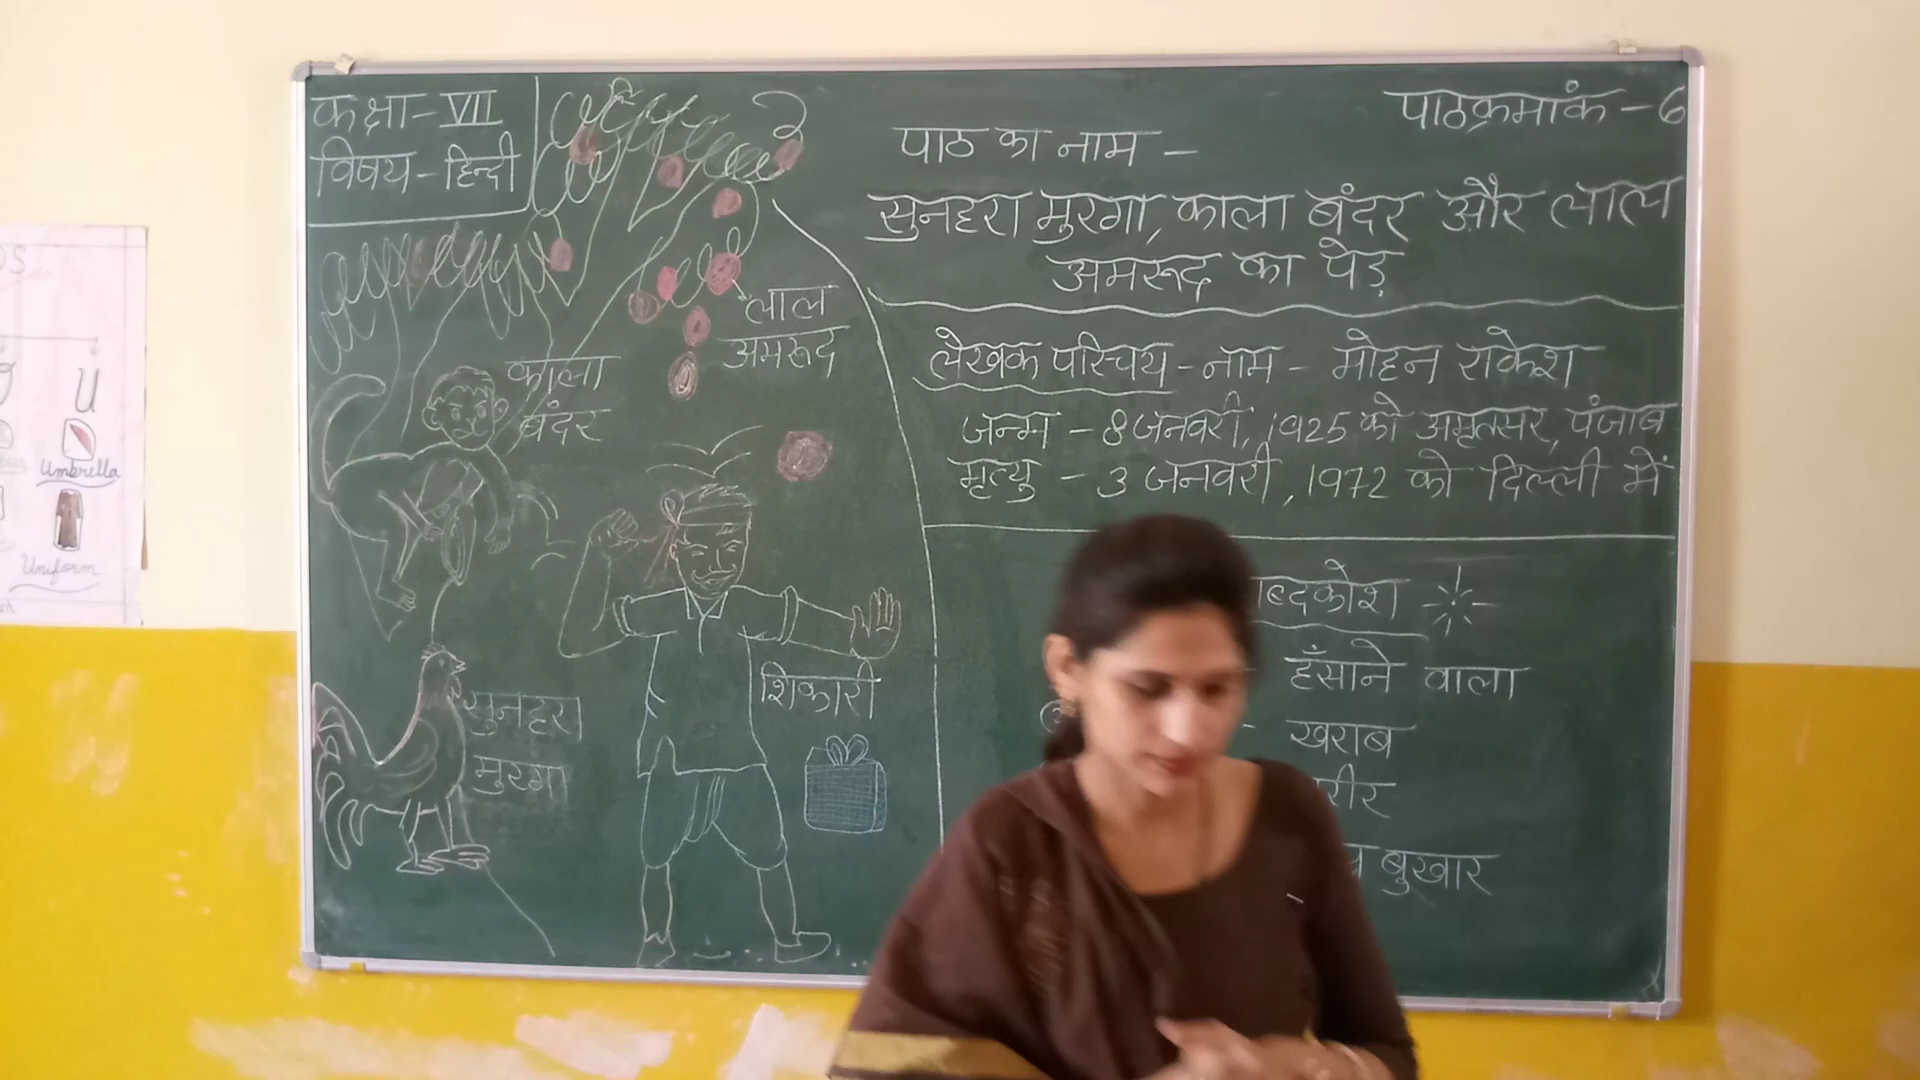 कक्षा-VII
विषय-हिन्दी
पाठक्रमांक-6
पाठ का नाम -
सुनहरा मुरगा, काला बंदर और लाल
अमरूद का पेड़
लेखक परिचय-नाम - मोहन राकेश
जन्म - 8 जनवरी, 1925 को अमृतसर, पंजाब
मृत्यु - 3 जनवरी, 1972 को दिल्ली में
लाल
अमरूद
काला
बंदर
शिकारी
सुनहरा
मुरगा
हँसाने वाला
- खराब
बुखार
U
Umbrella
Uniform